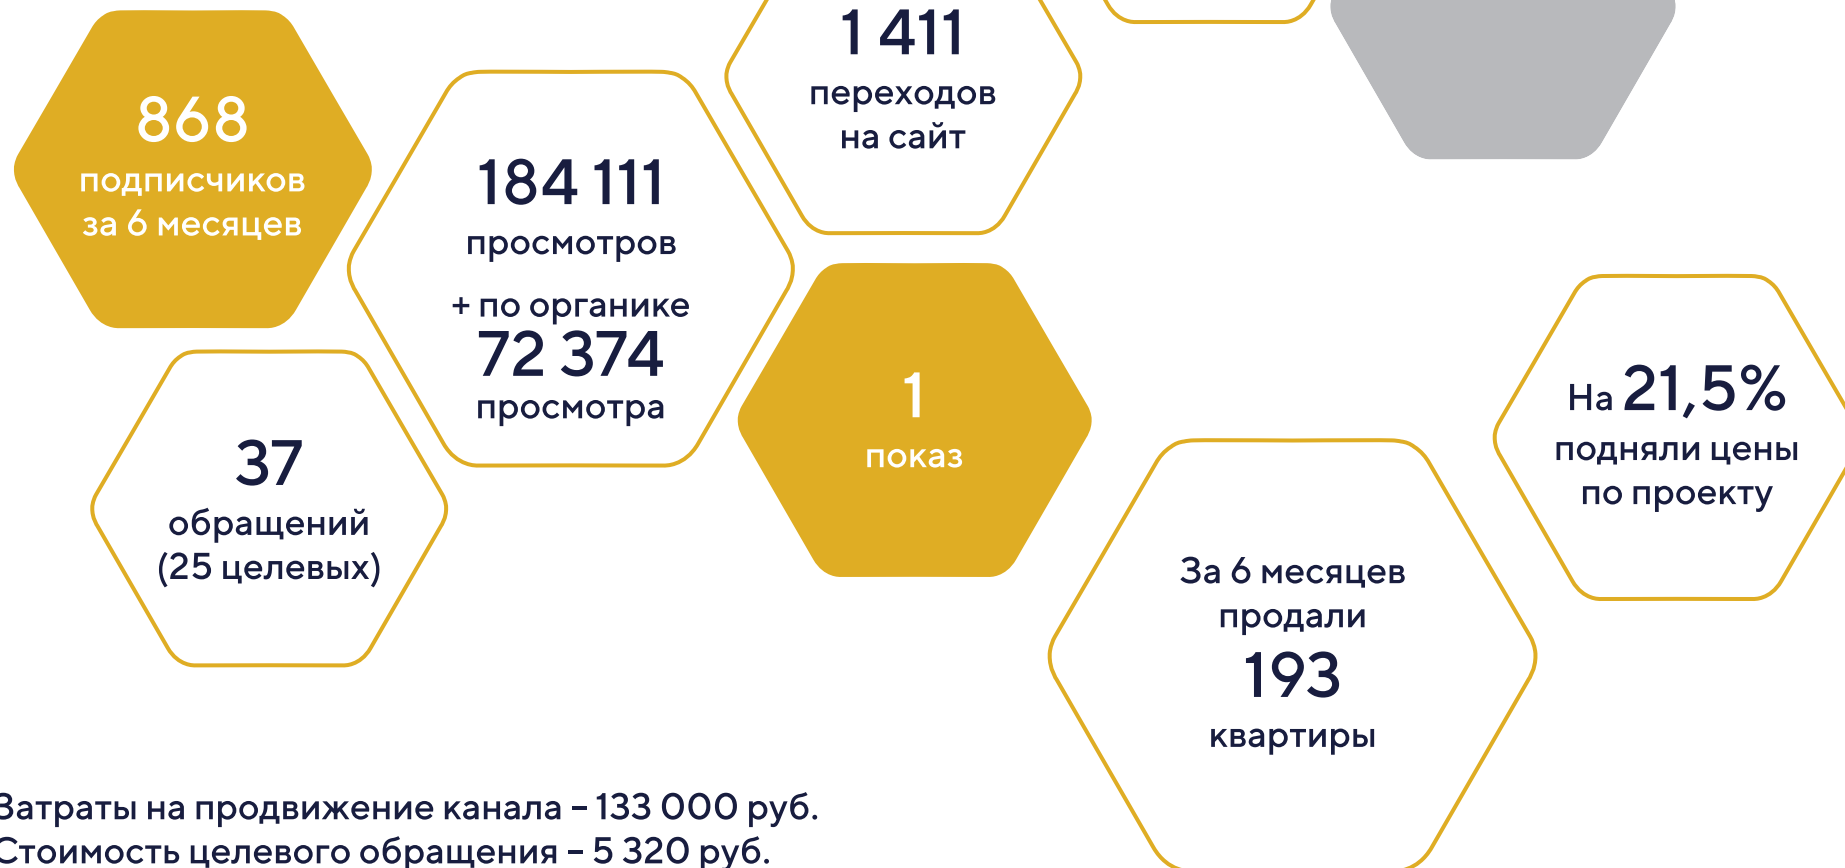 868
подписчиков
за 6 месяцев
184 111
просмотров
+ по органике
72 374
просмотра
1 411
переходов
на сайт
37
обращений
(25 целевых)
1
показ
На 21,5%
подняли цены
по проекту
За 6 месяцев
продали
193
квартиры
Затраты на продвижение канала – 133 000 руб.
Стоимость целевого обращения – 5 320 руб.